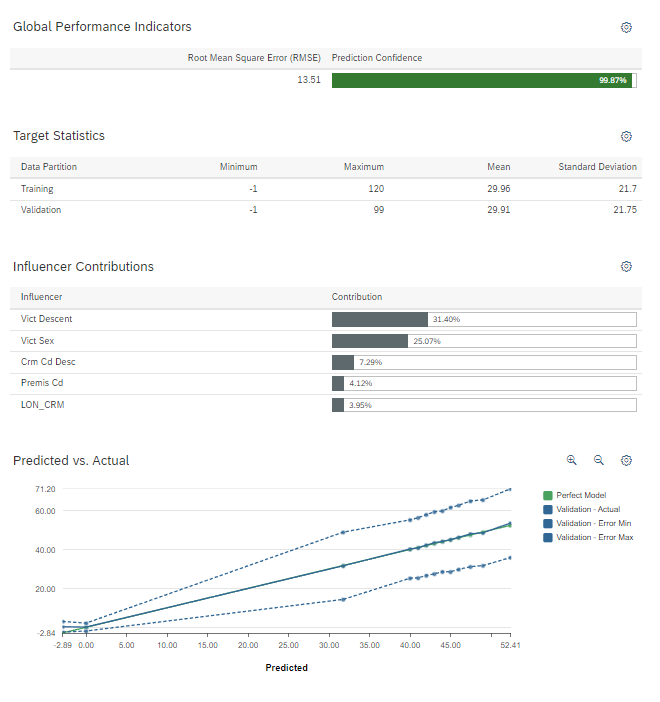 Global Performance Indicators
Root Mean Square Error (RMSE) Prediction Confidence
13.51 99.87%
Target Statistics
Data Partition Minimum Maximum Mean Standard Deviation
Training -1 120 29.96 21.7
Validation -1 99 29.91 21.75
Influencer Contributions
Influencer Contribution
Vict Descent 31.40%
Vict Sex 25.07%
Crm Cd Desc 7.29%
Premis Cd 4.12%
LON_CRM 3.95%
Predicted vs. Actual
71.20
60.00
40.00
20.00
-2.84
-2.89 0.00 5.00 10.00 15.00 20.00 25.00 30.00 35.00 40.00 45.00 52.41
Predicted
Perfect Model
Validation - Actual
Validation - Error Min
Validation - Error Max